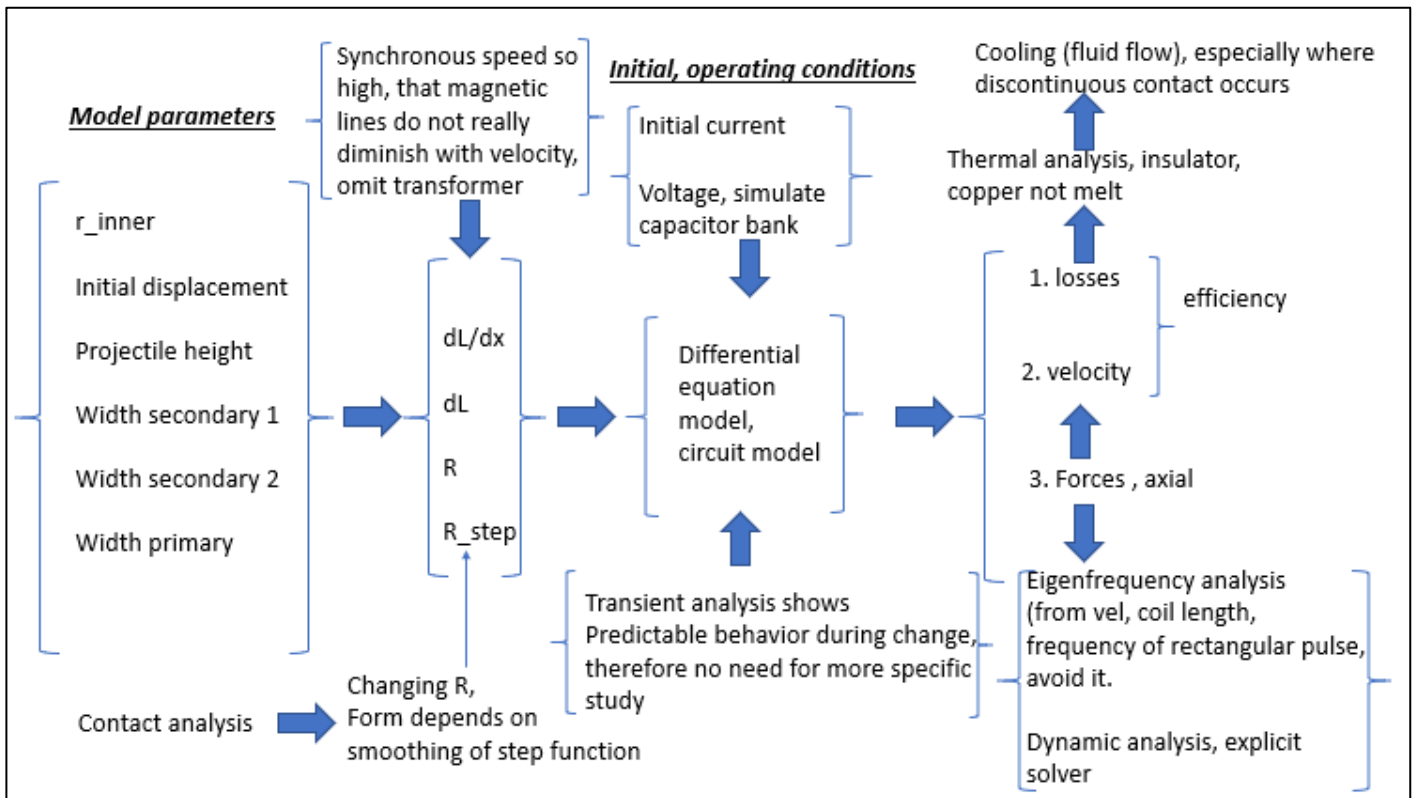 Model parameters
r_inner
Initial displacement
Projectile height
Width secondary 1
Width secondary 2
Width primary
Contact analysis
Synchronous speed so
high, that magnetic
lines do not really
diminish with velocity,
omit transformer
dL/dx
dL
R
R_step
Changing R,
Form depends on
smoothing of step function
Initial, operating conditions
Initial current
Voltage, simulate
capacitor bank
Differential
equation
model,
circuit model
Transient analysis shows
Predictable behavior during change,
therefore no need for more specific
study
Cooling (fluid flow), especially where
discontinuous contact occurs
Thermal analysis, insulator,
copper not melt
1. losses
efficiency
2. velocity
3. Forces , axial
Eigenfrequency analysis
(from vel, coil length,
frequency of rectangular pulse,
avoid it.
Dynamic analysis, explicit
solver